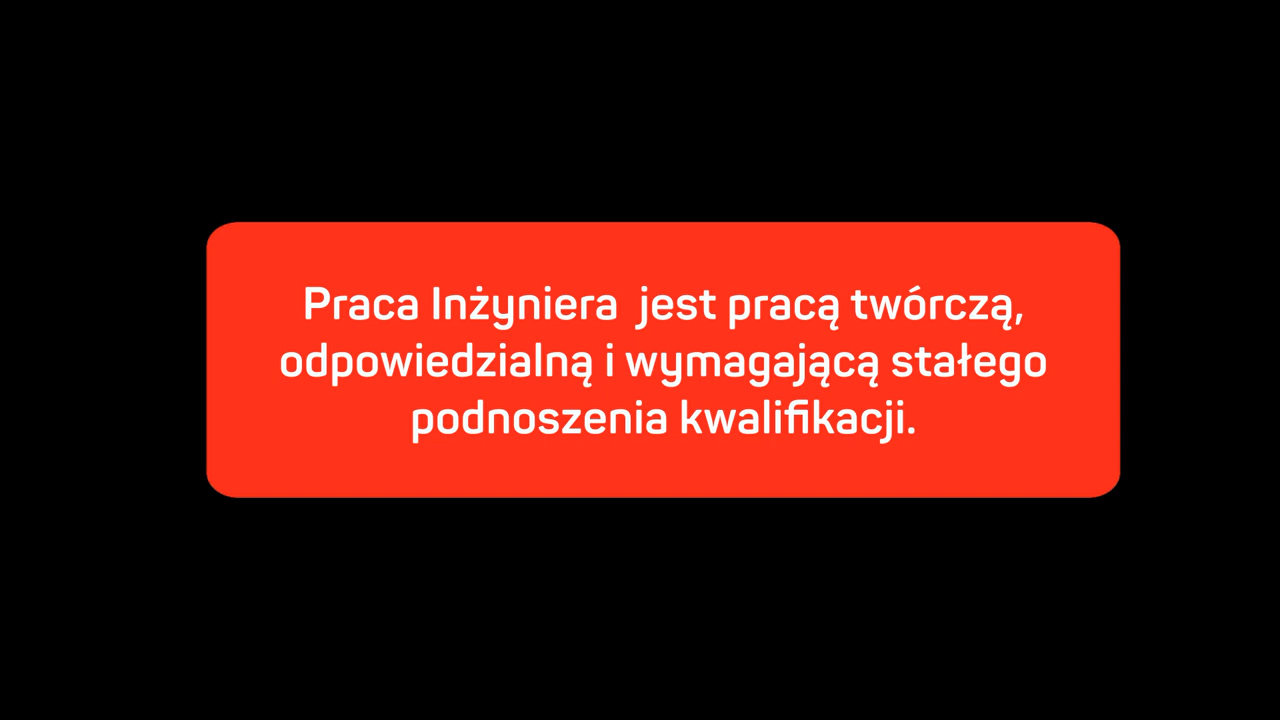 Praca Inżyniera  jest pracą twórczą,
odpowiedzialną i wymagającą stałego
podnoszenia kwalifikacji.